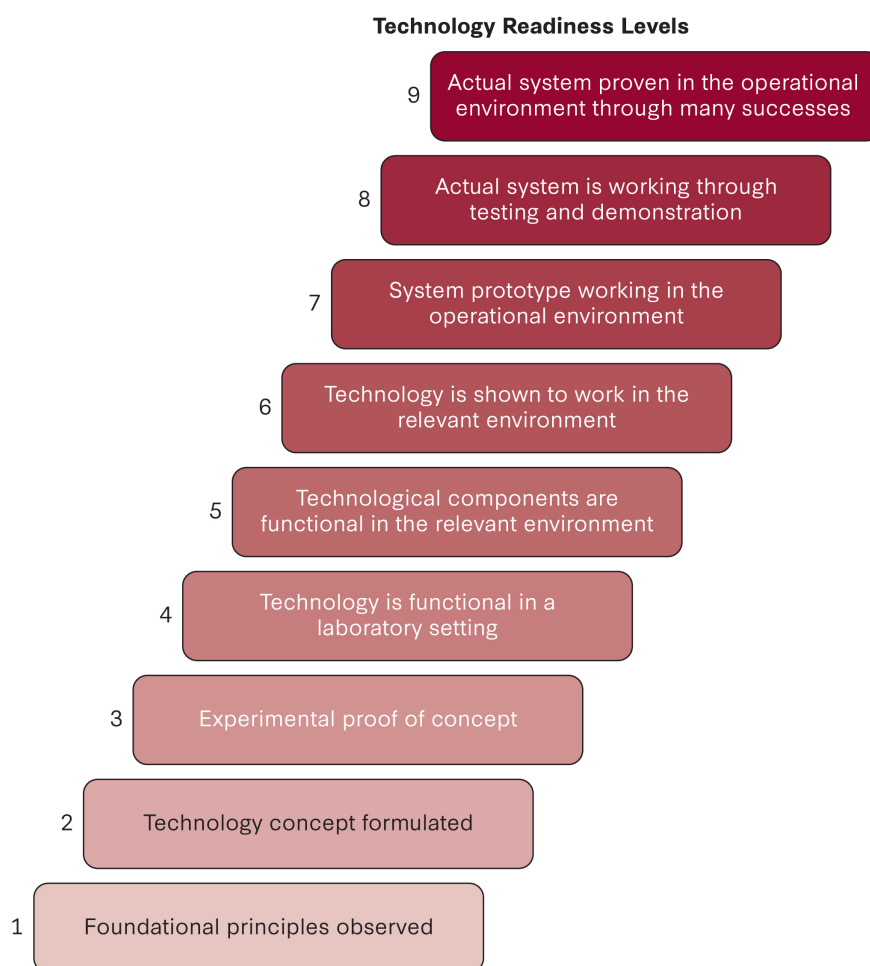 Technology Readiness Levels
9
Actual system proven in the operational
environment through many successes
8
Actual system is working through
testing and demonstration
7
System prototype working in the
operational environment
6
Technology is shown to work in the
relevant environment
5
Technological components are
functional in the relevant environment
4
Technology is functional in a
laboratory setting
3
Experimental proof of concept
2
Technology concept formulated
1
Foundational principles observed